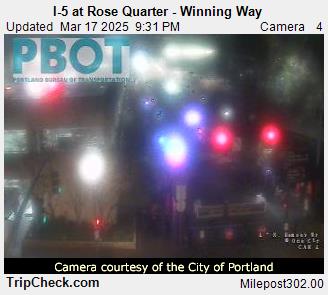 I-5 at Rose Quarter - Winning Way
Updated Mar 17 2025 9:31 PM Camera 4
PBOT
PORTLAND BUREAU OF TRANSPORTATION
Camera courtesy of the City of Portland
TripCheck.com Milepost302.00